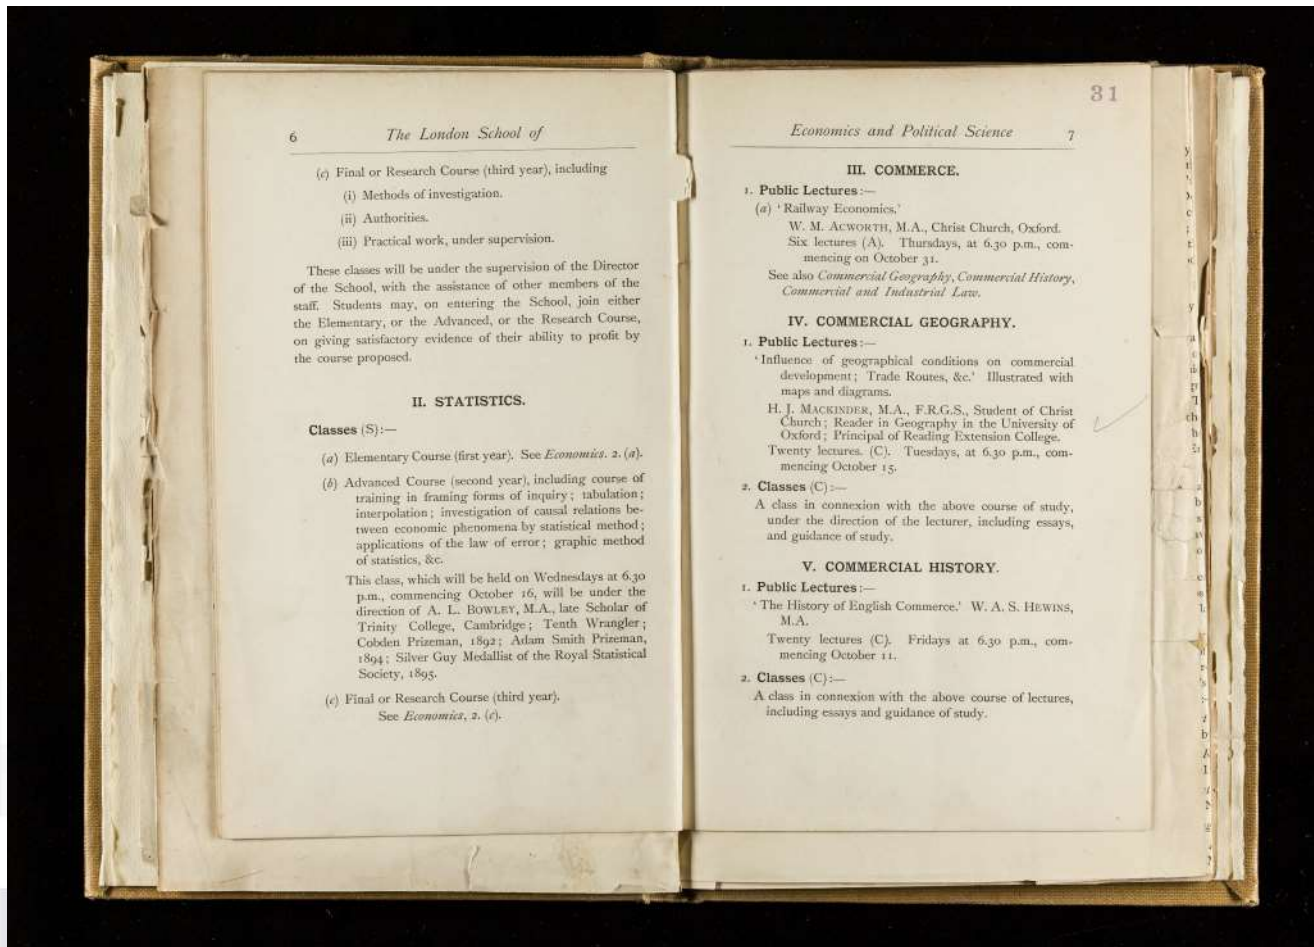 6 The London School of
(c) Final or Research Course (third year), including
(i) Methods of investigation.
(ii) Authorities.
(iii) Practical work, under supervision.
These classes will be under the supervision of the Director
of the School, with the assistance of other members of the
staff. Students may, on entering the School, join either
the Elementary, or the Advanced, or the Research Course,
on giving satisfactory evidence of their ability to profit by
the course proposed.
II. STATISTICS.
Classes (S):—
(a) Elementary Course (first year). See Economics. 2. (a).
(b) Advanced Course (second year), including course of
training in framing forms of inquiry; tabulation;
interpolation; investigation of causal relations be-
tween economic phenomena by statistical method;
applications of the law of error; graphic method
of statistics, &c.
This class, which will be held on Wednesdays at 6.30
p.m., commencing October 16, will be under the
direction of A. L. BOWLEY, M.A., late Scholar of
Trinity College, Cambridge; Tenth Wrangler;
Cobden Prizeman, 1892; Adam Smith Prizeman,
1894; Silver Guy Medallist of the Royal Statistical
Society, 1895.
(c) Final or Research Course (third year).
See Economics, 2. (c).
31
Economics and Political Science 7
III. COMMERCE.
1. Public Lectures:—
(a) ‘Railway Economics.’
W. M. ACWORTH, M.A., Christ Church, Oxford.
Six lectures (A). Thursdays, at 6.30 p.m., com-
mencing on October 31.
See also Commercial Geography, Commercial History,
Commercial and Industrial Law.
IV. COMMERCIAL GEOGRAPHY.
1. Public Lectures:—
‘Influence of geographical conditions on commercial
development; Trade Routes, &c.’ Illustrated with
maps and diagrams.
H. J. MACKINDER, M.A., F.R.G.S., Student of Christ
Church; Reader in Geography in the University of
Oxford; Principal of Reading Extension College.
Twenty lectures. (C). Tuesdays, at 6.30 p.m., com-
mencing October 15.
2. Classes (C):—
A class in connexion with the above course of study,
under the direction of the lecturer, including essays,
and guidance of study.
V. COMMERCIAL HISTORY.
1. Public Lectures:—
‘The History of English Commerce.’ W. A. S. HEWINS,
M.A.
Twenty lectures (C). Fridays at 6.30 p.m., com-
mencing October 11.
2. Classes (C):—
A class in connexion with the above course of lectures,
including essays and guidance of study.